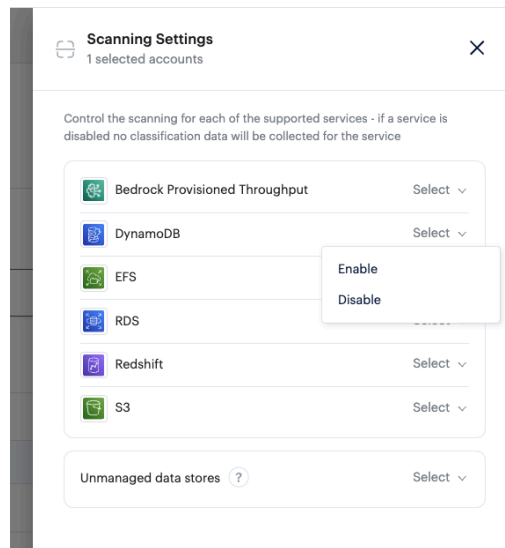 Scanning Settings
1 selected accounts
Control the scanning for each of the supported services - if a service is
disabled no classification data will be collected for the service
Bedrock Provisioned Throughput Select
DynamoDB Select
Enable
EFS
Disable
RDS
Redshift Select
S3 Select
Unmanaged data stores ? Select